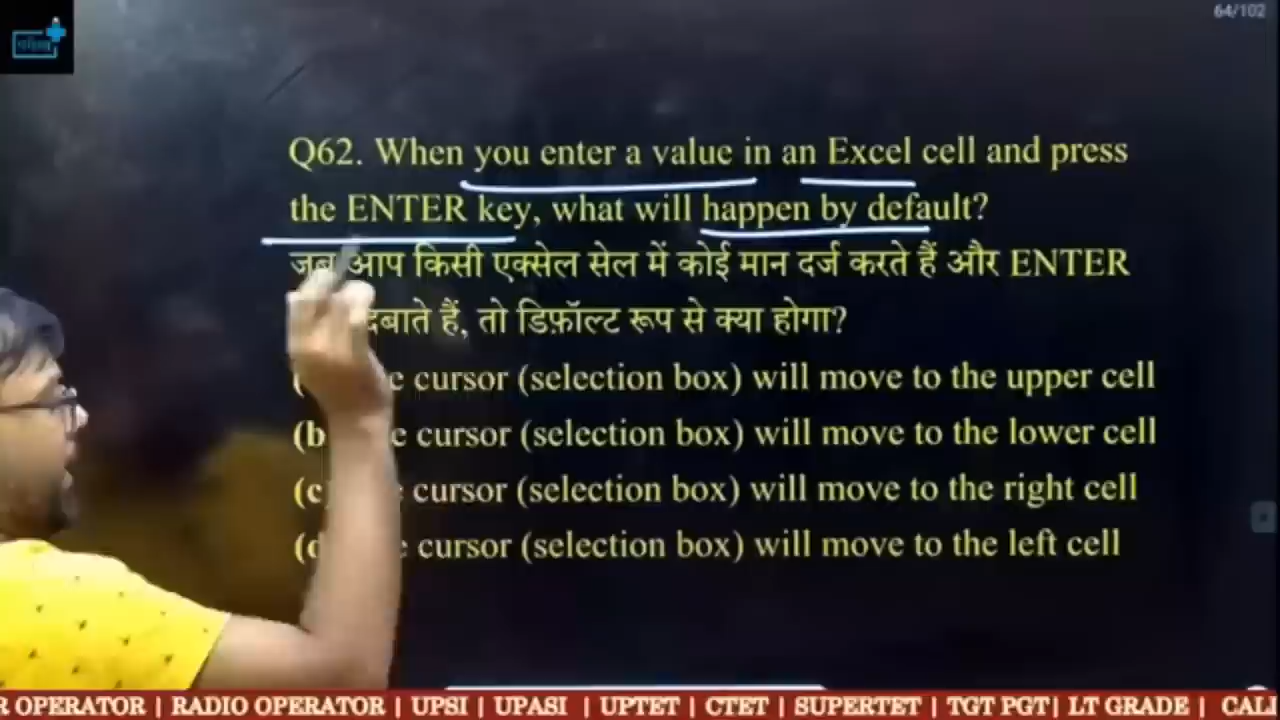 64/102
Q62. When you enter a value in an Excel cell and press
the ENTER key, what will happen by default?
जब आप किसी एक्सेल सेल में कोई मान दर्ज करते हैं और ENTER
दबाते हैं, तो डिफ़ॉल्ट रूप से क्या होगा?
cursor (selection box) will move to the upper cell
(b cursor (selection box) will move to the lower cell
(c) cursor (selection box) will move to the right cell
(d cursor (selection box) will move to the left cell
R OPERATOR | RADIO OPERATOR | UPSI | UPASI | UPTET | CTET | SUPERTET | TGT PGT | LT GRADE |